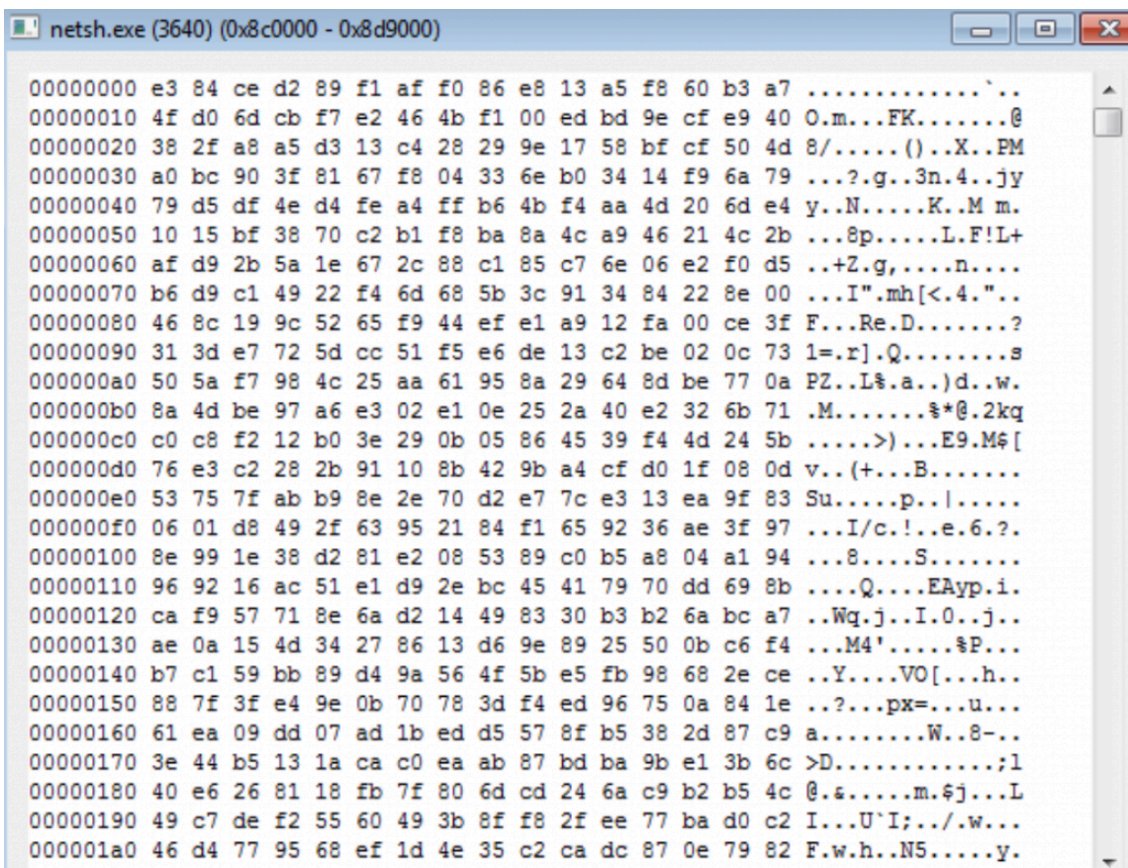 netsh.exe (3640) (0x8c0000 - 0x8d9000)
00000000 e3 84 ce d2 89 f1 af f0 86 e8 13 a5 f8 60 b3 a7 .............`..
00000010 4f d0 6d cb f7 e2 46 4b f1 00 ed bd 9e cf e9 40 O.m...FK.......@
00000020 38 2f a8 a5 d3 13 c4 28 29 9e 17 58 bf cf 50 4d 8/.....()..X..PM
00000030 a0 bc 90 3f 81 67 f8 04 33 6e b0 34 14 f9 6a 79 ...?.g..3n.4..jy
00000040 79 d5 df 4e d4 fe a4 ff b6 4b f4 aa 4d 20 6d e4 y..N.....K..M m.
00000050 10 15 bf 38 70 c2 b1 f8 ba 8a 4c a9 46 21 4c 2b ...8p.....L.F!L+
00000060 af d9 2b 5a 1e 67 2c 88 c1 85 c7 6e 06 e2 f0 d5 ..+Z.g,....n....
00000070 b6 d9 c1 49 22 f4 6d 68 5b 3c 91 34 84 22 8e 00 ...I".mh[<.4."..
00000080 46 8c 19 9c 52 65 f9 44 ef e1 a9 12 fa 00 ce 3f F...Re.D.......?
00000090 31 3d e7 72 5d cc 51 f5 e6 de 13 c2 be 02 0c 73 1=.r].Q........s
000000a0 50 5a f7 98 4c 25 aa 61 95 8a 29 64 8d be 77 0a PZ..L%.a..)d..w.
000000b0 8a 4d be 97 a6 e3 02 e1 0e 25 2a 40 e2 32 6b 71 .M.......%*@.2kq
000000c0 c0 c8 f2 12 b0 3e 29 0b 05 86 45 39 f4 4d 24 5b .....>)...E9.M$[
000000d0 76 e3 c2 28 2b 91 10 8b 42 9b a4 cf d0 1f 08 0d v..(+...B.......
000000e0 53 75 7f ab b9 8e 2e 70 d2 e7 7c e3 13 ea 9f 83 Su.....p..|.....
000000f0 06 01 d8 49 2f 63 95 21 84 f1 65 92 36 ae 3f 97 ...I/c.!..e.6.?.
00000100 8e 99 1e 38 d2 81 e2 08 53 89 c0 b5 a8 04 a1 94 ...8....S.......
00000110 96 92 16 ac 51 e1 d9 2e bc 45 41 79 70 dd 69 8b ....Q....EAyp.i.
00000120 ca f9 57 71 8e 6a d2 14 49 83 30 b3 b2 6a bc a7 ..Wq.j..I.0..j..
00000130 ae 0a 15 4d 34 27 86 13 d6 9e 89 25 50 0b c6 f4 ...M4'.....%P...
00000140 b7 c1 59 bb 89 d4 9a 56 4f 5b e5 fb 98 68 2e ce ..Y....VO[...h..
00000150 88 7f 3f e4 9e 0b 70 78 3d f4 ed 96 75 0a 84 1e ..?...px=...u...
00000160 61 ea 09 dd 07 ad 1b ed d5 57 8f b5 38 2d 87 c9 a........W..8-..
00000170 3e 44 b5 13 1a ca c0 ea ab 87 bd ba 9b e1 3b 6c >D............;l
00000180 40 e6 26 81 18 fb 7f 80 6d cd 24 6a c9 b2 b5 4c @.&.....m.$j...L
00000190 49 c7 de f2 55 60 49 3b 8f f8 2f ee 77 ba d0 c2 I...U`I;../.w...
000001a0 46 d4 77 95 68 ef 1d 4e 35 c2 ca dc 87 0e 79 82 F.w.h..N5.....y.